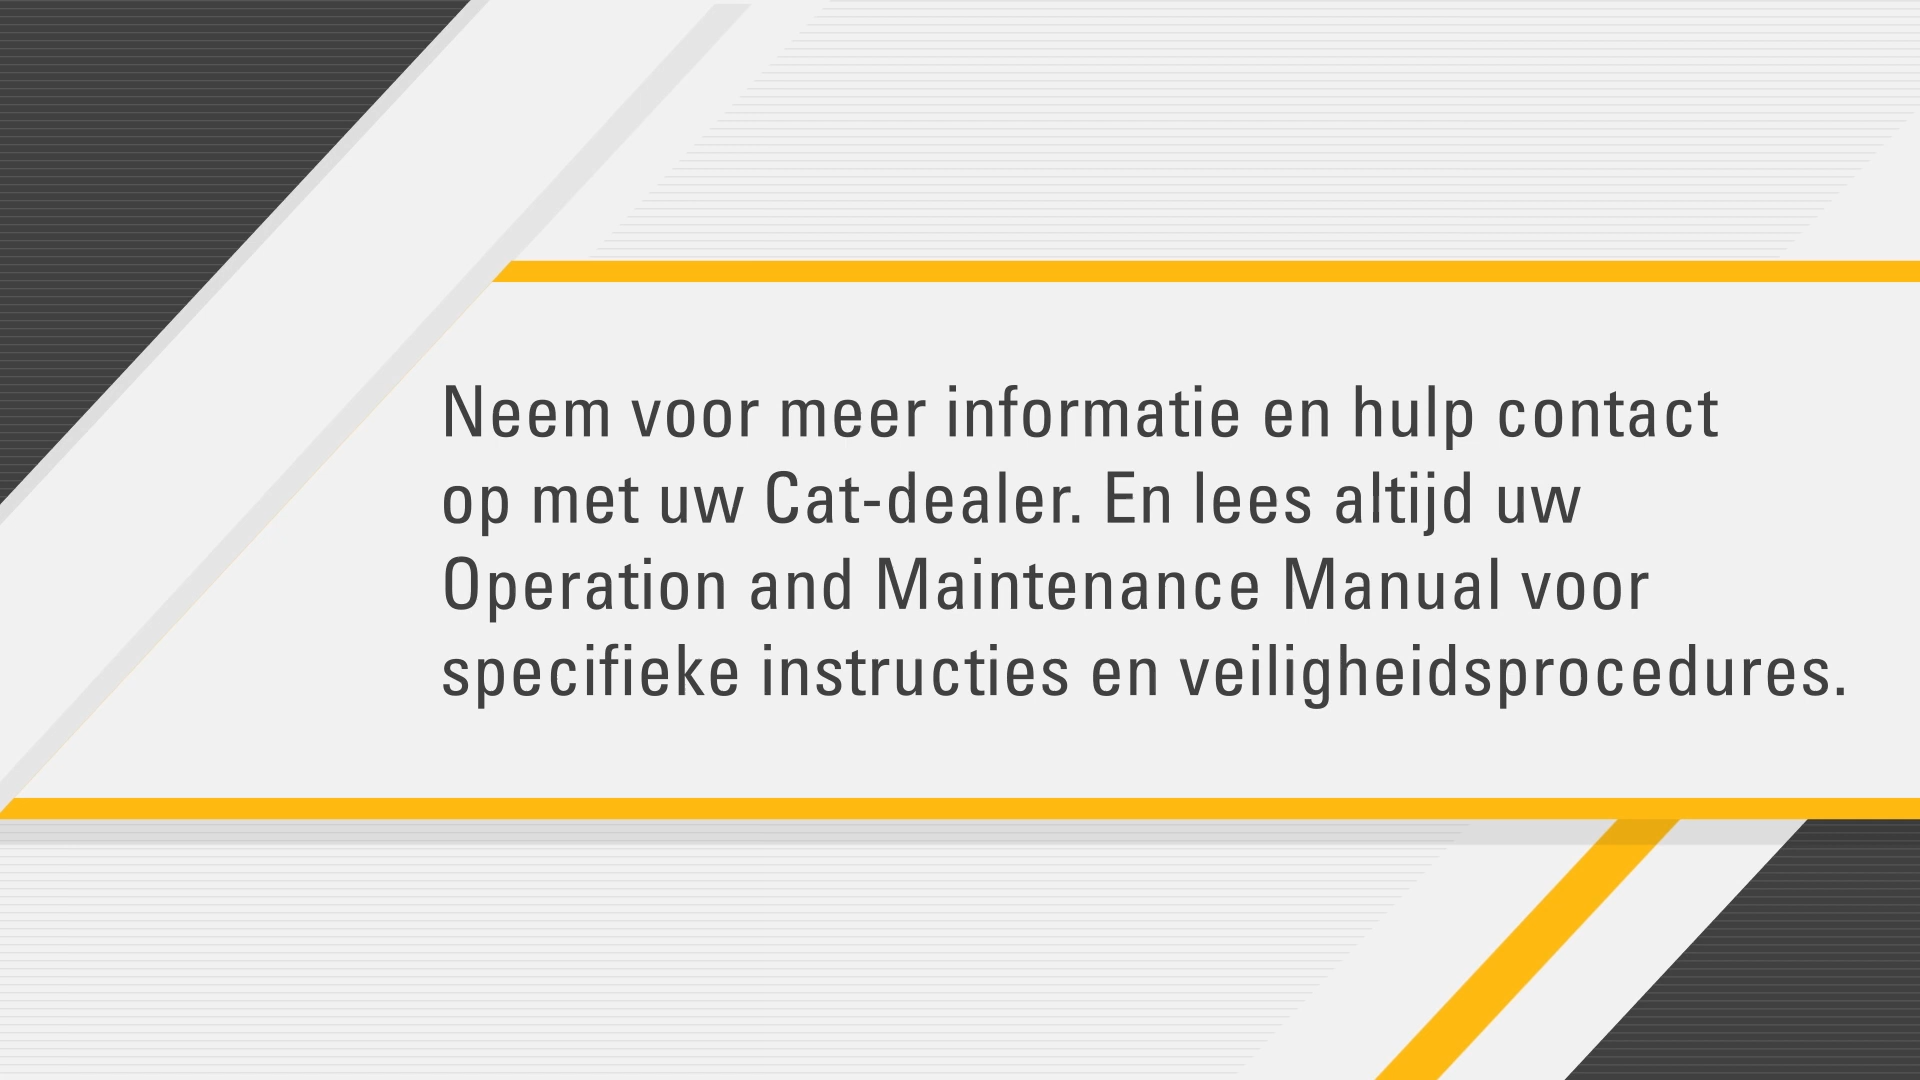 Neem voor meer informatie en hulp contact
op met uw Cat-dealer. En lees altijd uw
Operation and Maintenance Manual voor
specifieke instructies en veiligheidsprocedures.